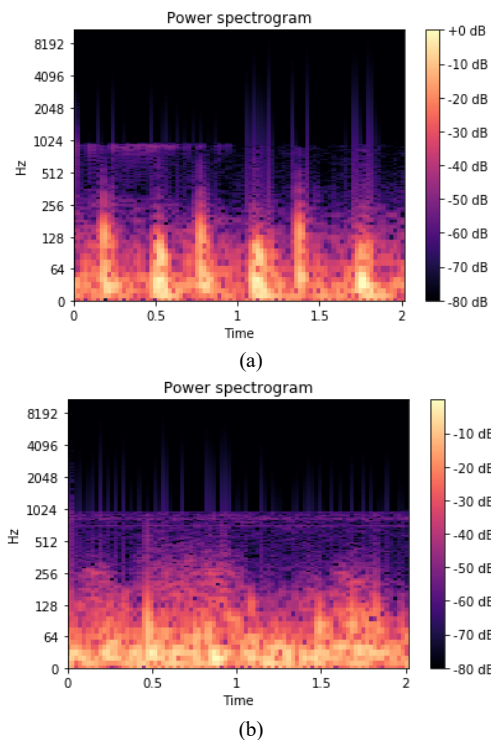 Power spectrogram
8192
4096
2048
1024
512
256
128
64
0
Hz
0 0.5 1 1.5 2
Time
+0 dB
-10 dB
-20 dB
-30 dB
-40 dB
-50 dB
-60 dB
-70 dB
-80 dB
(a)
Power spectrogram
8192
4096
2048
1024
512
256
128
64
0
Hz
0 0.5 1 1.5 2
Time
-10 dB
-20 dB
-30 dB
-40 dB
-50 dB
-60 dB
-70 dB
-80 dB
(b)